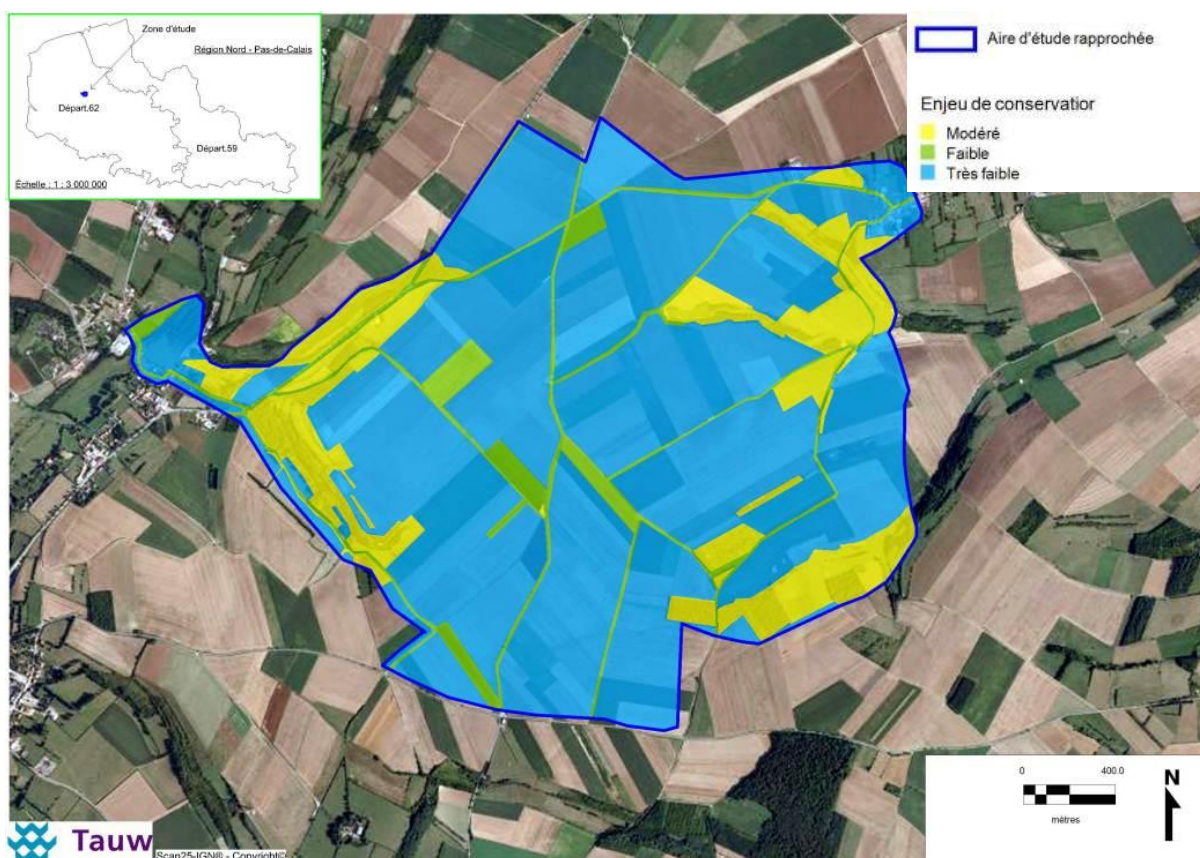 Zone d'étude
Région Nord - Pas-de-Calais
Départ.62
Départ.59
Échelle : 1 : 3 000 000
Aire d'étude rapprochée
Enjeu de conservatior
Modéré
Faible
Très faible
0 400.0
mètres
N
Tauw
Scan25-IGN® - Copyright©